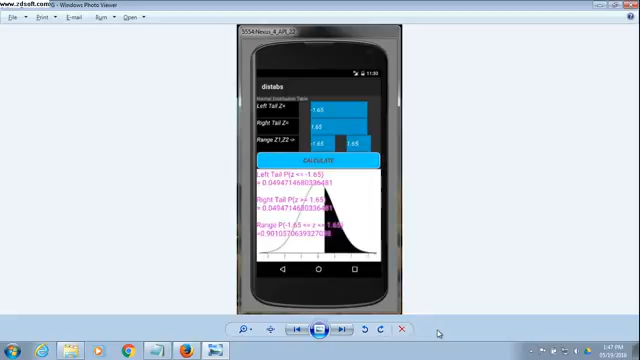 www.zdsoft.com
G - Windows Photo Viewer
File
Print
E-mail
Burn
Open
5554:Nexus_4_API_22
11:30
distabs
Normal Distribution Table
Left Tail Z=
-1.65
Right Tail Z=
1.65
Range Z1,Z2 ->
-1.65
1.65
CALCULATE
Left Tail P(z <= -1.65)
= 0.0494714680336481
Right Tail P(z >= 1.65)
= 0.0494714680336481
Range P(-1.65 <= z <= 1.65)
1:47 PM
05/19/2016